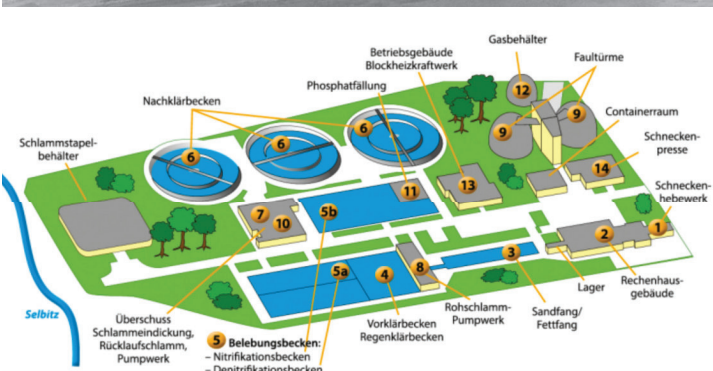 Gasbehälter
Betriebsgebäude
Blockheizkraftwerk
Faultürme
Phosphatfällung
12
Nachklärbecken
9
9
Containerraum
Schlammstapel-
behälter
6
6
6
Schnecken-
presse
14
13
11
Schnecken-
hebewerk
7
10
5b
1
2
3
5a
4
8
Lager
Rechenhaus-
gebäude
Selbitz
Überschuss
Schlammeindickung,
Rücklaufschlamm,
Pumpwerk
Vorklärbecken
Regenklärbecken
Rohschlamm-
Pumpwerk
Sandfang/
Fettfang
5 Belebungsbecken:
– Nitrifikationsbecken
– Denitrifikationsbecken